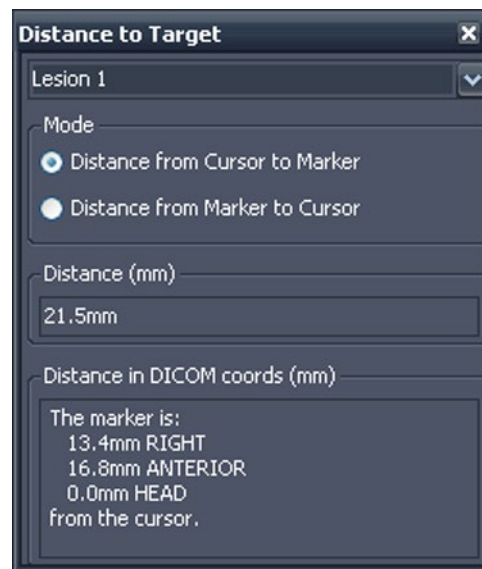 Distance to Target
Lesion 1
Mode
Distance from Cursor to Marker
Distance from Marker to Cursor
Distance (mm)
21.5mm
Distance in DICOM coords (mm)
The marker is:
13.4mm RIGHT
16.8mm ANTERIOR
0.0mm HEAD
from the cursor.